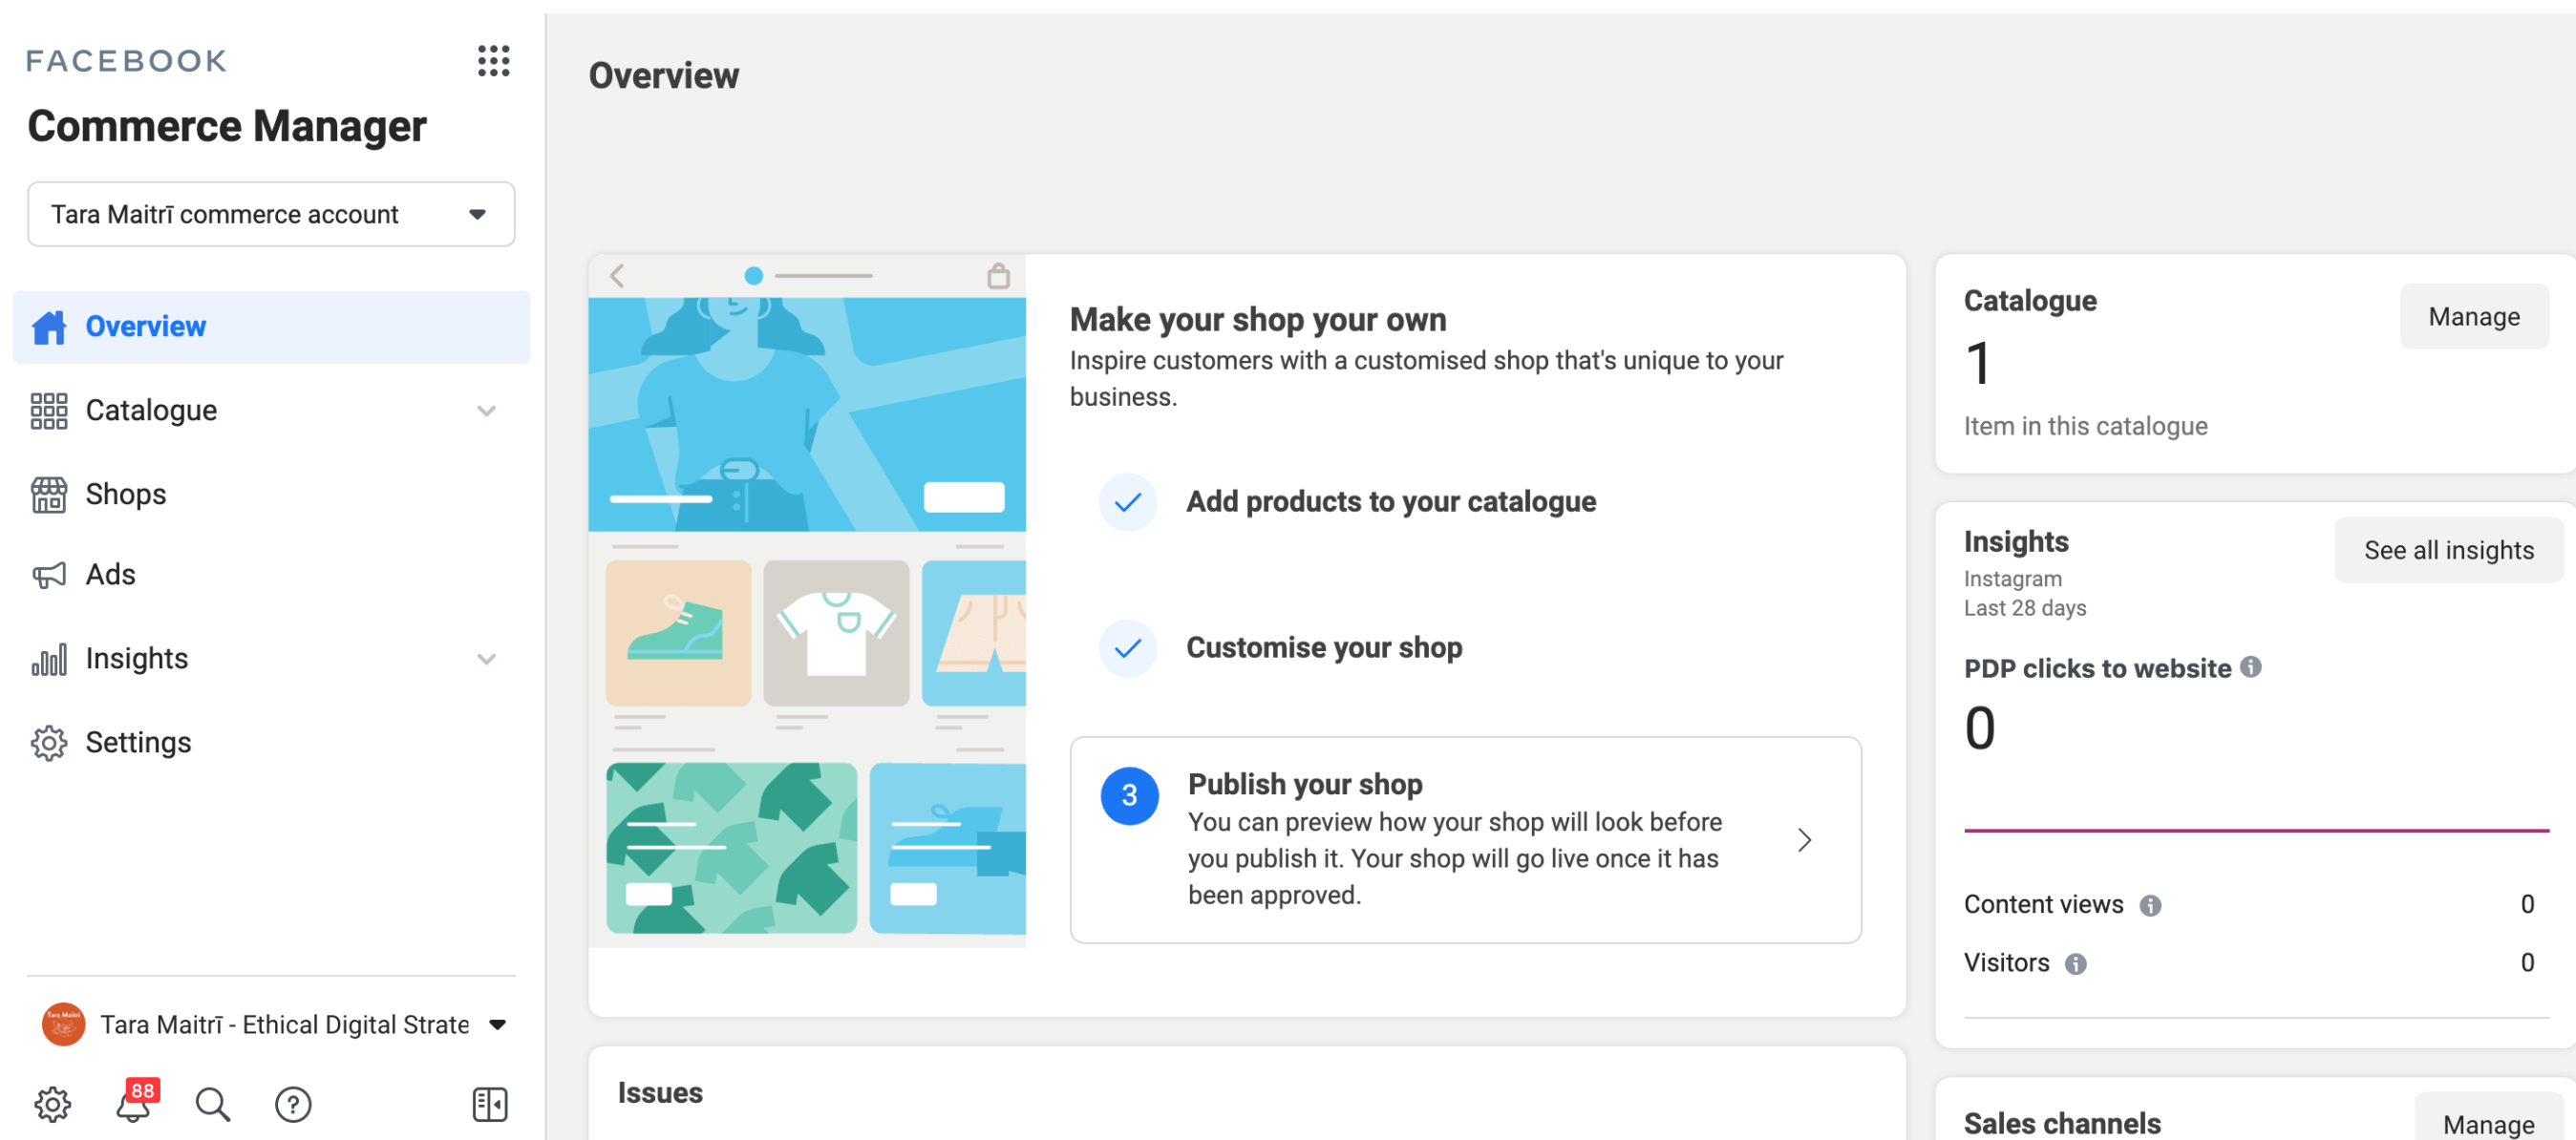 FACEBOOK
Commerce Manager
Tara Maitrī commerce account
Overview
Catalogue
Shops
Ads
Insights
Settings
Tara Maitrī - Ethical Digital Strate
88
Overview
Make your shop your own
Inspire customers with a customised shop that's unique to your
business.
Add products to your catalogue
Customise your shop
3
Publish your shop
You can preview how your shop will look before
you publish it. Your shop will go live once it has
been approved.
Issues
Catalogue
Manage
1
Item in this catalogue
Insights
See all insights
Instagram
Last 28 days
PDP clicks to website
0
Content views 0
Visitors 0
Sales channels
Manage